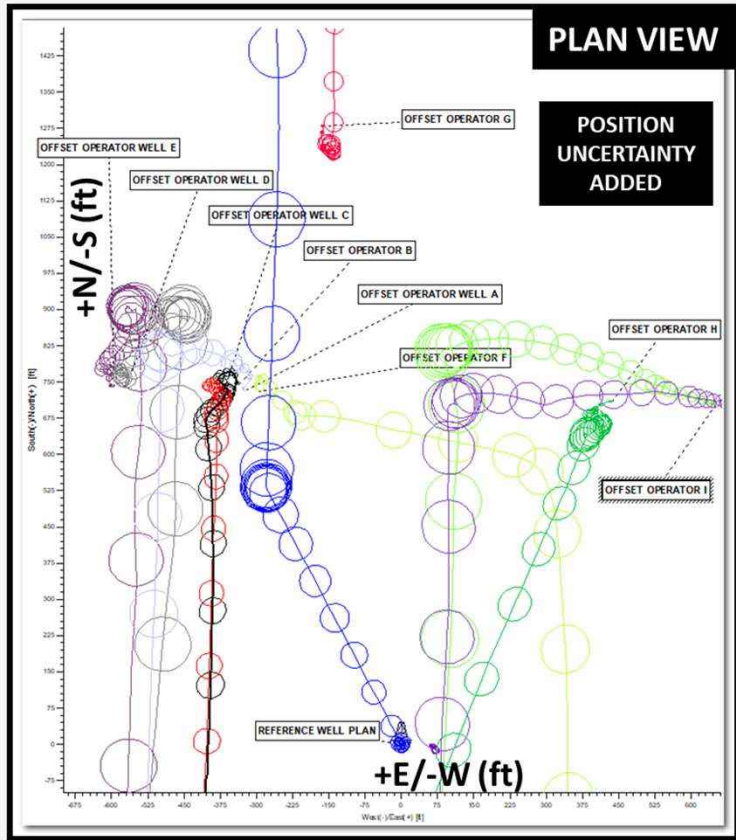 PLAN VIEW
POSITION
UNCERTAINTY
ADDED
OFFSET OPERATOR G
OFFSET OPERATOR WELL E
OFFSET OPERATOR WELL D
OFFSET OPERATOR WELL C
OFFSET OPERATOR B
OFFSET OPERATOR WELL A
OFFSET OPERATOR H
OFFSET OPERATOR F
OFFSET OPERATOR I
REFERENCE WELL PLAN
+N/-S (ft)
+E/-W (ft)
South(-)/North(+) [ft]
1425
1350
1275
1200
1125
1050
975
900
825
750
675
600
525
450
375
300
225
150
75
0
-75
-675 -600 -525 -450 -375 -300 -225 -150 -75 0 75 150 225 300 375 450 525 600
West(-)/East(+) [ft]